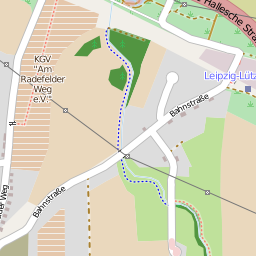 Hallesche Stra
KGV
"Am
Radefelder
Weg
e.V."
Leipzig-Lütz
Bahnstraße
Bahnstraße
Weg